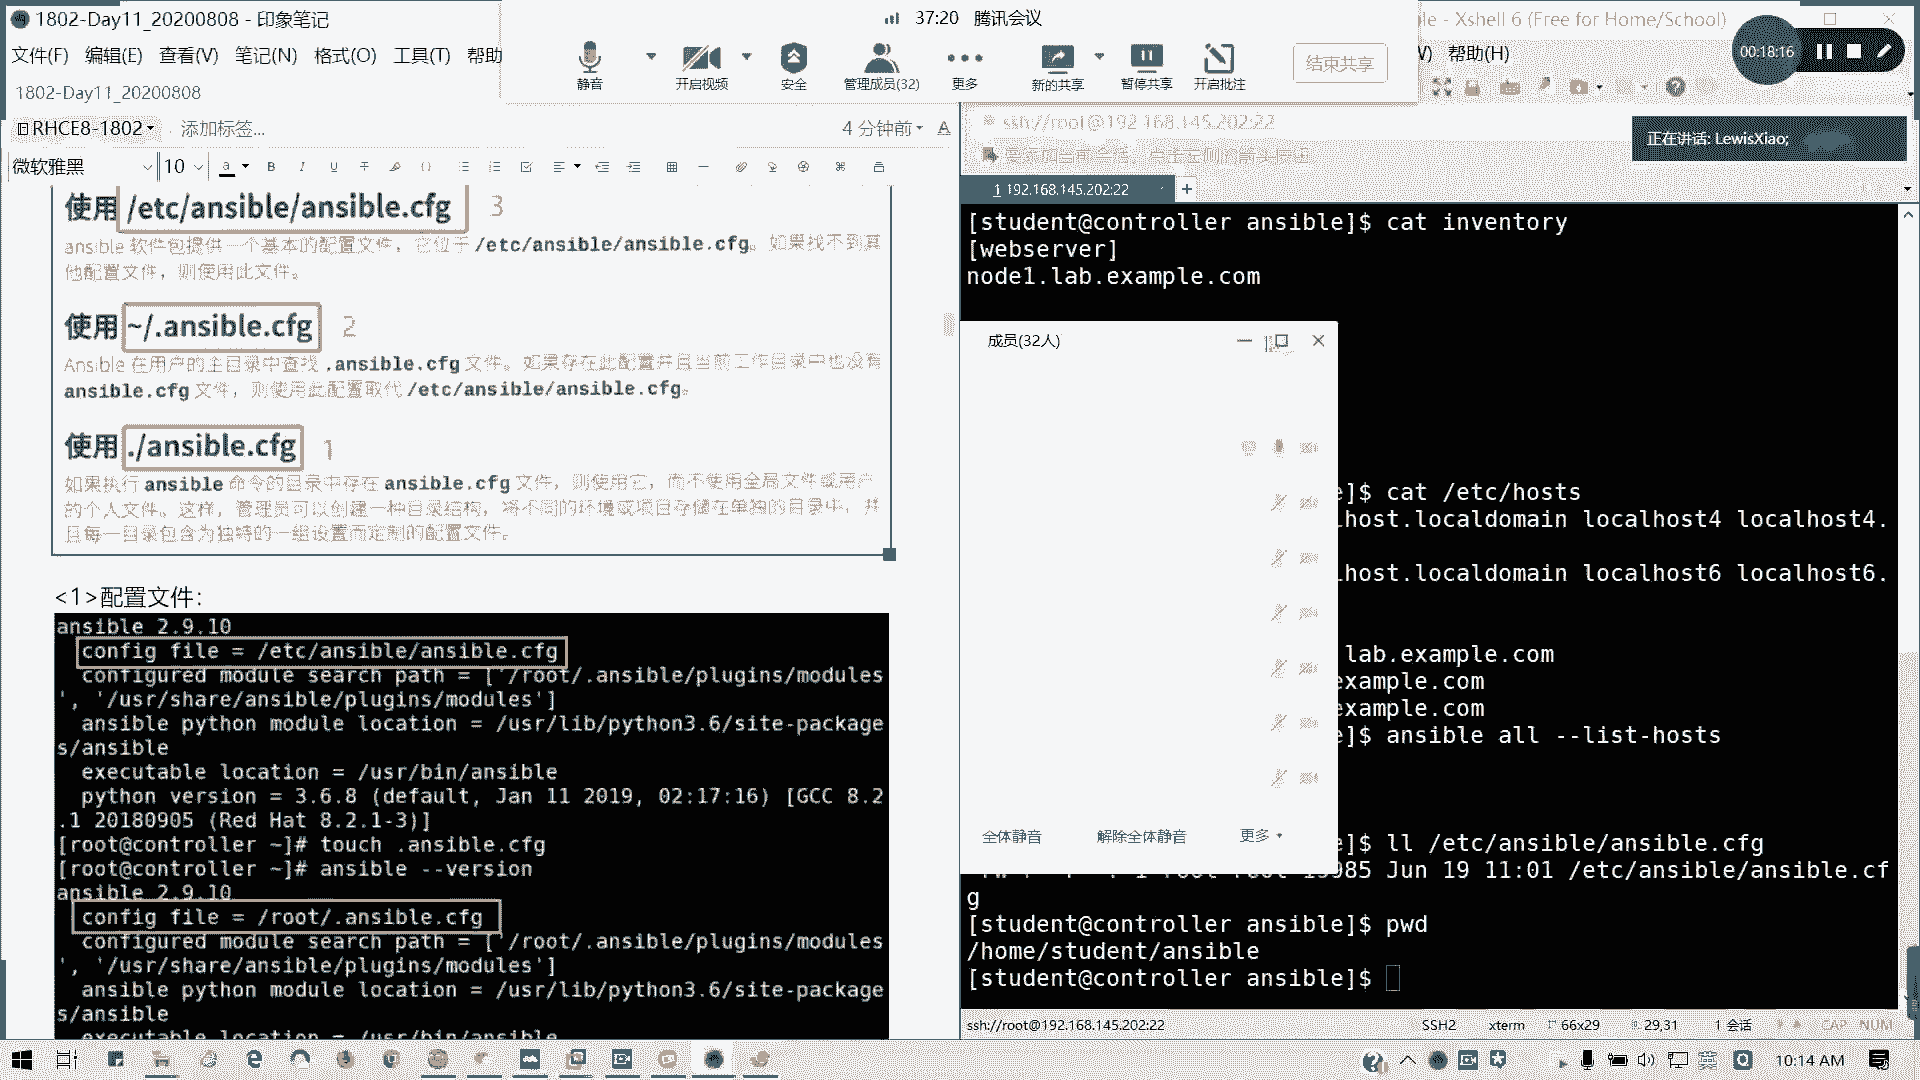 1802-Day11_20200808 - 印象笔记
文件(F) 编辑(E) 查看(V) 笔记(N) 格式(O) 工具(T) 帮助
1802-Day11_20200808
RHCE8-1802 添加标签...
4 分钟前
微软雅黑 10
37:20 腾讯会议
静音 开启视频 安全 管理成员(32) 更多 新的共享 暂停共享 开启批注 结束共享
le - Xshell 6 (Free for Home/School)
W) 帮助(H)
00:18:16
ssh://root@192.168.145.202:22
要添加当前会话，点击左侧的箭头按钮
正在讲话: LewisXiao;
1 192.168.145.202:22
使用 /etc/ansible/ansible.cfg 3
ansible 软件包提供一个基本的配置文件，它位于 /etc/ansible/ansible.cfg。如果找不到其
他配置文件，则使用此文件。
使用 ~/.ansible.cfg 2
Ansible 在用户的主目录中查找 .ansible.cfg 文件。如果存在此配置并且当前工作目录中也没有
ansible.cfg 文件，则使用此配置取代 /etc/ansible/ansible.cfg。
使用 ./ansible.cfg 1
如果执行 ansible 命令的目录中存在 ansible.cfg 文件，则使用它，而不使用全局文件或用户
的个人文件。这样，管理员可以创建一种目录结构，将不同的环境或项目存储在单独的目录中，并
且每一目录包含为独特的一组设置而定制的配置文件。
<1>配置文件：
ansible 2.9.10
config file = /etc/ansible/ansible.cfg
configured module search path = ['/root/.ansible/plugins/modules
', '/usr/share/ansible/plugins/modules']
ansible python module location = /usr/lib/python3.6/site-package
s/ansible
executable location = /usr/bin/ansible
python version = 3.6.8 (default, Jan 11 2019, 02:17:16) [GCC 8.2
.1 20180905 (Red Hat 8.2.1-3)]
[root@controller ~]# touch .ansible.cfg
[root@controller ~]# ansible --version
ansible 2.9.10
config file = /root/.ansible.cfg
configured module search path = ['/root/.ansible/plugins/modules
', '/usr/share/ansible/plugins/modules']
ansible python module location = /usr/lib/python3.6/site-package
s/ansible
executable location = /usr/bin/ansible
[student@controller ansible]$ cat inventory
[webserver]
node1.lab.example.com
成员(32人)
全体静音 解除全体静音 更多
e]$ cat /etc/hosts
lhost.localdomain localhost4 localhost4.
lhost.localdomain localhost6 localhost6.
lab.example.com
example.com
example.com
e]$ ansible all --list-hosts
e]$ ll /etc/ansible/ansible.cfg
985 Jun 19 11:01 /etc/ansible/ansible.cf
g
[student@controller ansible]$ pwd
/home/student/ansible
[student@controller ansible]$
ssh://root@192.168.145.202:22 SSH2 xterm 66x29 29,31 1 会话 CAP NUM
英 10:14 AM